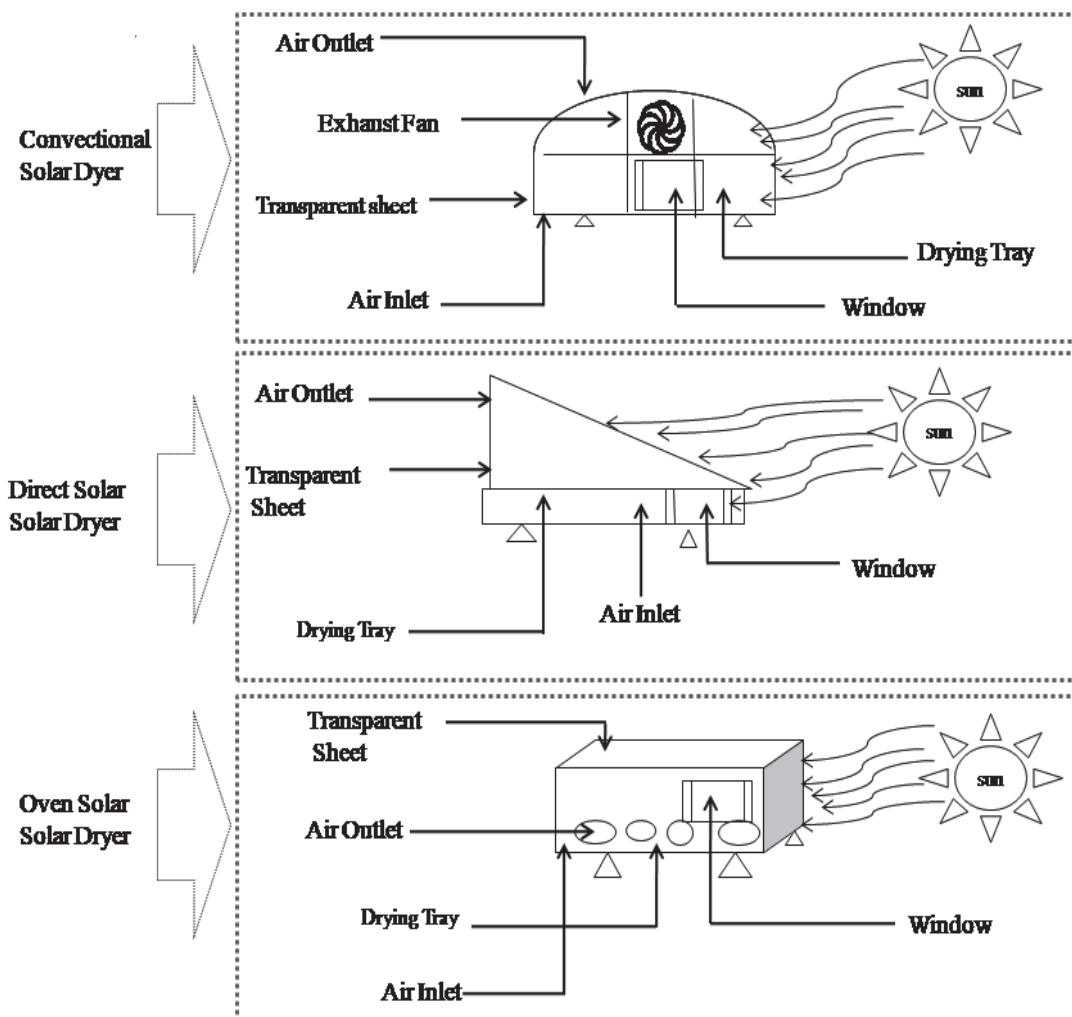 Convectional
Solar Dyer
Air Outlet
Exhaust Fan
Transparent sheet
Air Inlet
sun
Drying Tray
Window
Direct Solar
Solar Dryer
Air Outlet
Transparent
Sheet
Drying Tray
Air Inlet
sun
Window
Oven Solar
Solar Dryer
Transparent
Sheet
Air Outlet
Drying Tray
Air Inlet
sun
Window